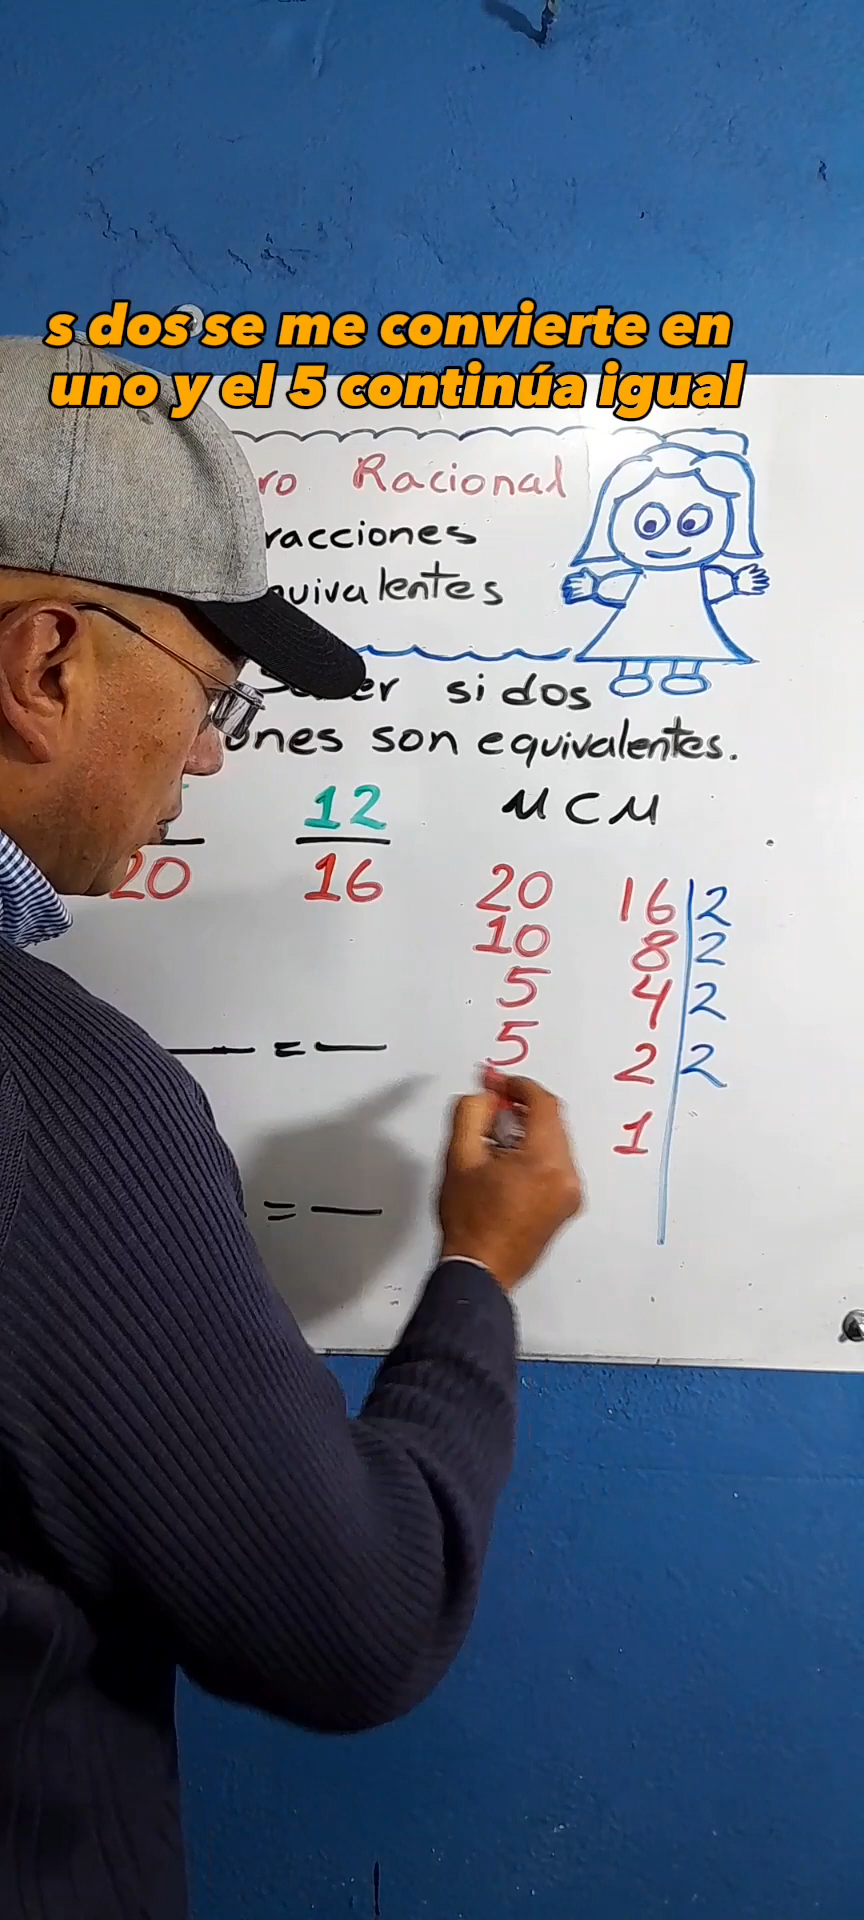 s dos se me convierte en
uno y el 5 continúa igual
ro Racional
racciones
quivalentes
er si dos
ones son equivalentes.
12
MCM
20
16
20 16 2
10 8 2
5 4 2
5 2 2
1
= 
=